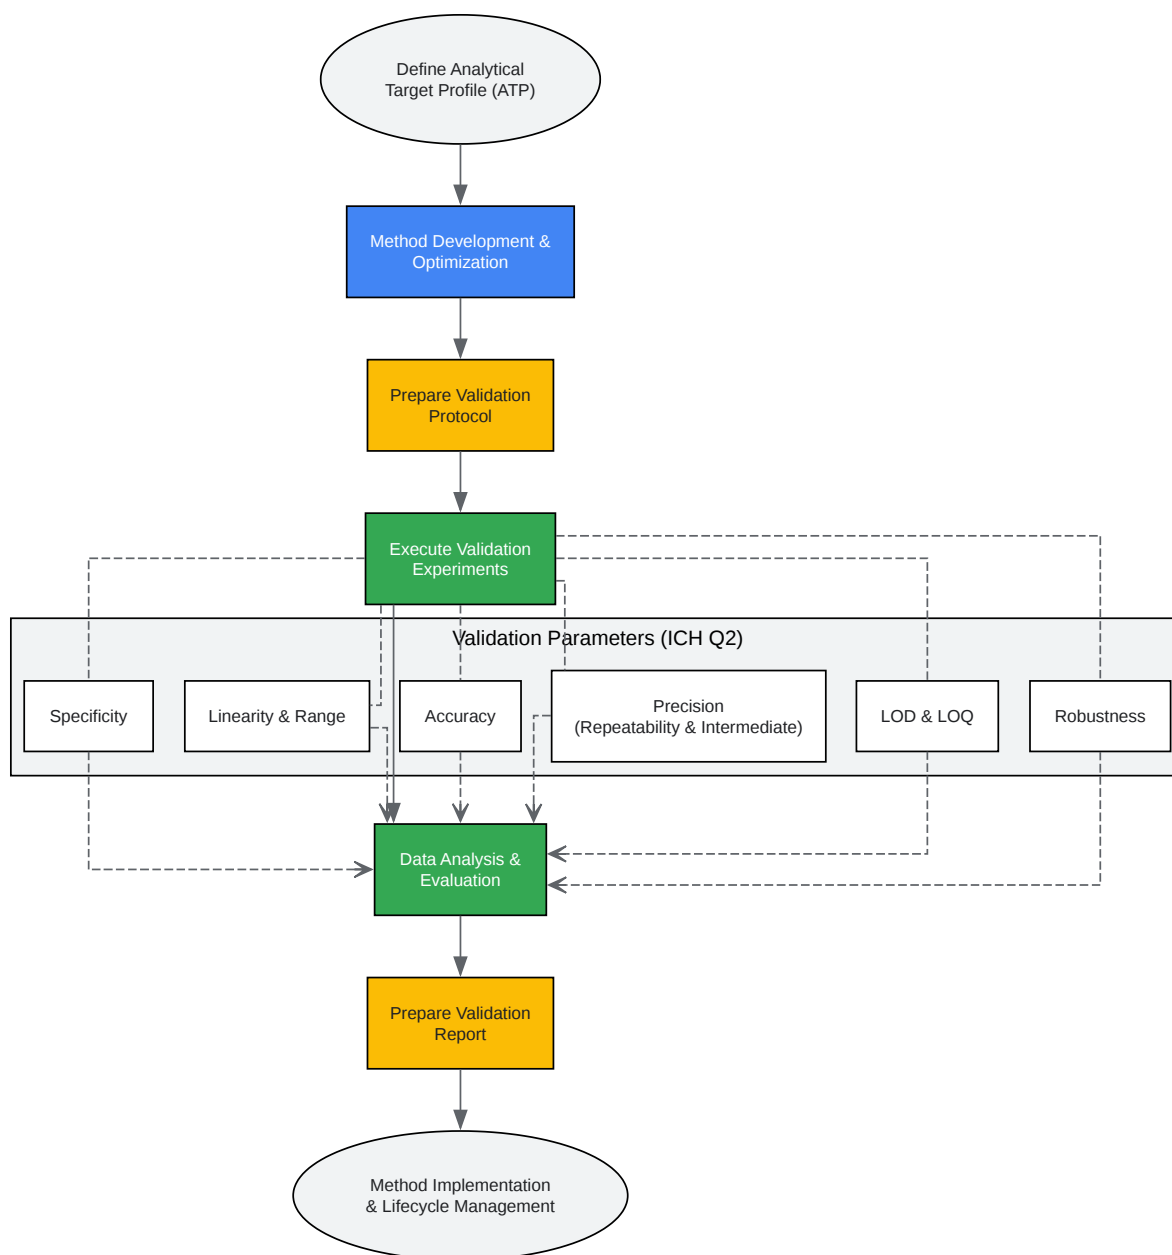 Define Analytical
Target Profile (ATP)
Method Development &
Optimization
Prepare Validation
Protocol
Execute Validation
Experiments
Validation Parameters (ICH Q2)
Specificity
Linearity & Range
Accuracy
Precision
(Repeatability & Intermediate)
LOD & LOQ
Robustness
Data Analysis &
Evaluation
Prepare Validation
Report
Method Implementation
& Lifecycle Management